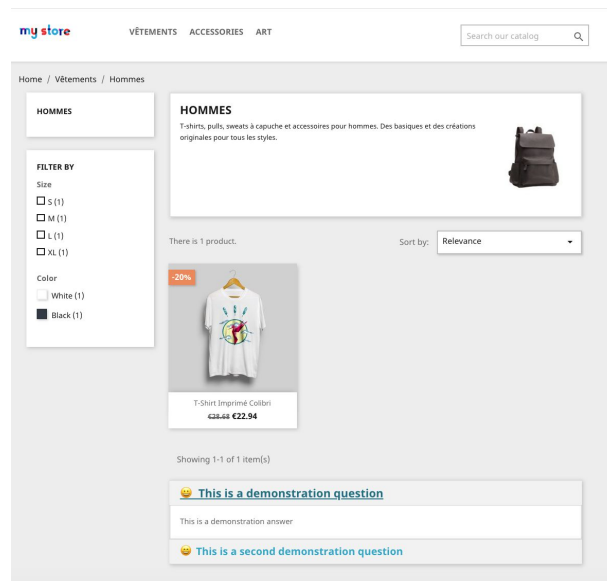 my store
VÊTEMENTS ACCESSORIES ART
Search our catalog
Home / Vêtements / Hommes
HOMMES
FILTER BY
Size
S (1)
M (1)
L (1)
XL (1)
Color
White (1)
Black (1)
HOMMES
T-shirts, pulls, sweats à capuche et accessoires pour hommes. Des basiques et des créations
originales pour tous les styles.
There is 1 product.
Sort by: Relevance
-20%
T-Shirt Imprimé Colibri
€28.68 €22.94
Showing 1-1 of 1 item(s)
😀 This is a demonstration question
This is a demonstration answer
😀 This is a second demonstration question